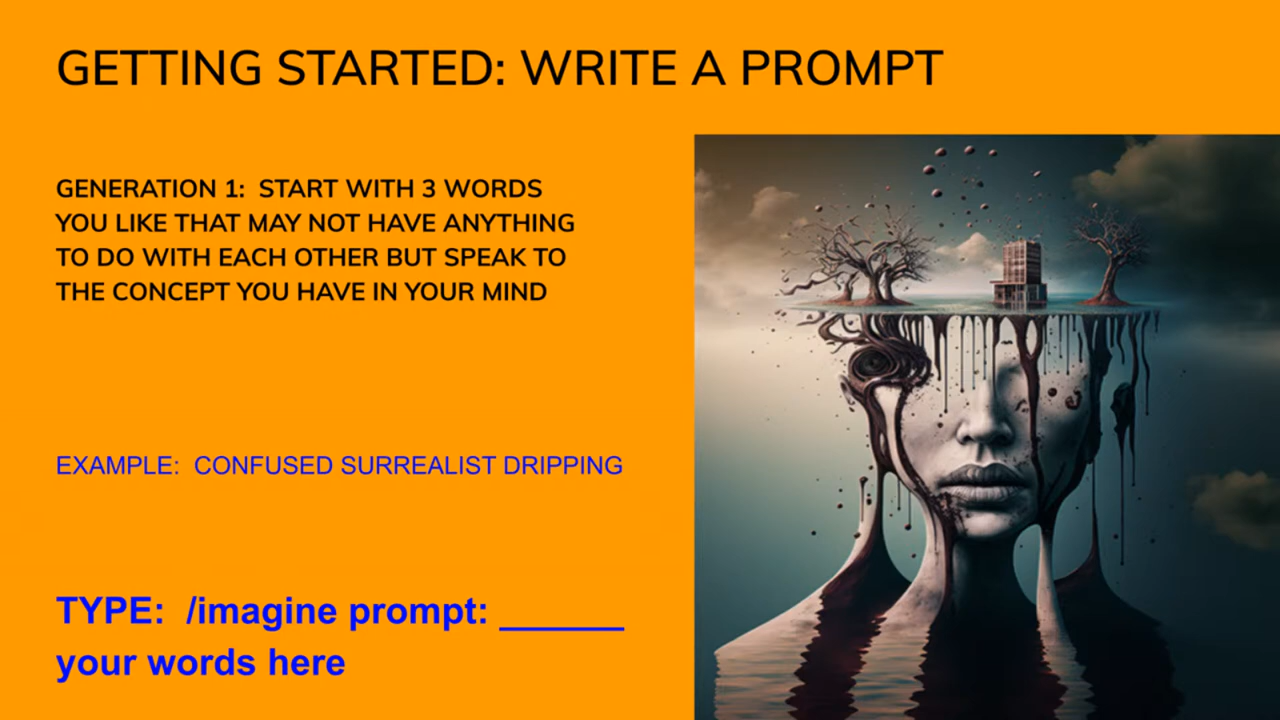 GETTING STARTED: WRITE A PROMPT
GENERATION 1:  START WITH 3 WORDS
YOU LIKE THAT MAY NOT HAVE ANYTHING
TO DO WITH EACH OTHER BUT SPEAK TO
THE CONCEPT YOU HAVE IN YOUR MIND
EXAMPLE:  CONFUSED SURREALIST DRIPPING
TYPE:  /imagine prompt: ______
your words here